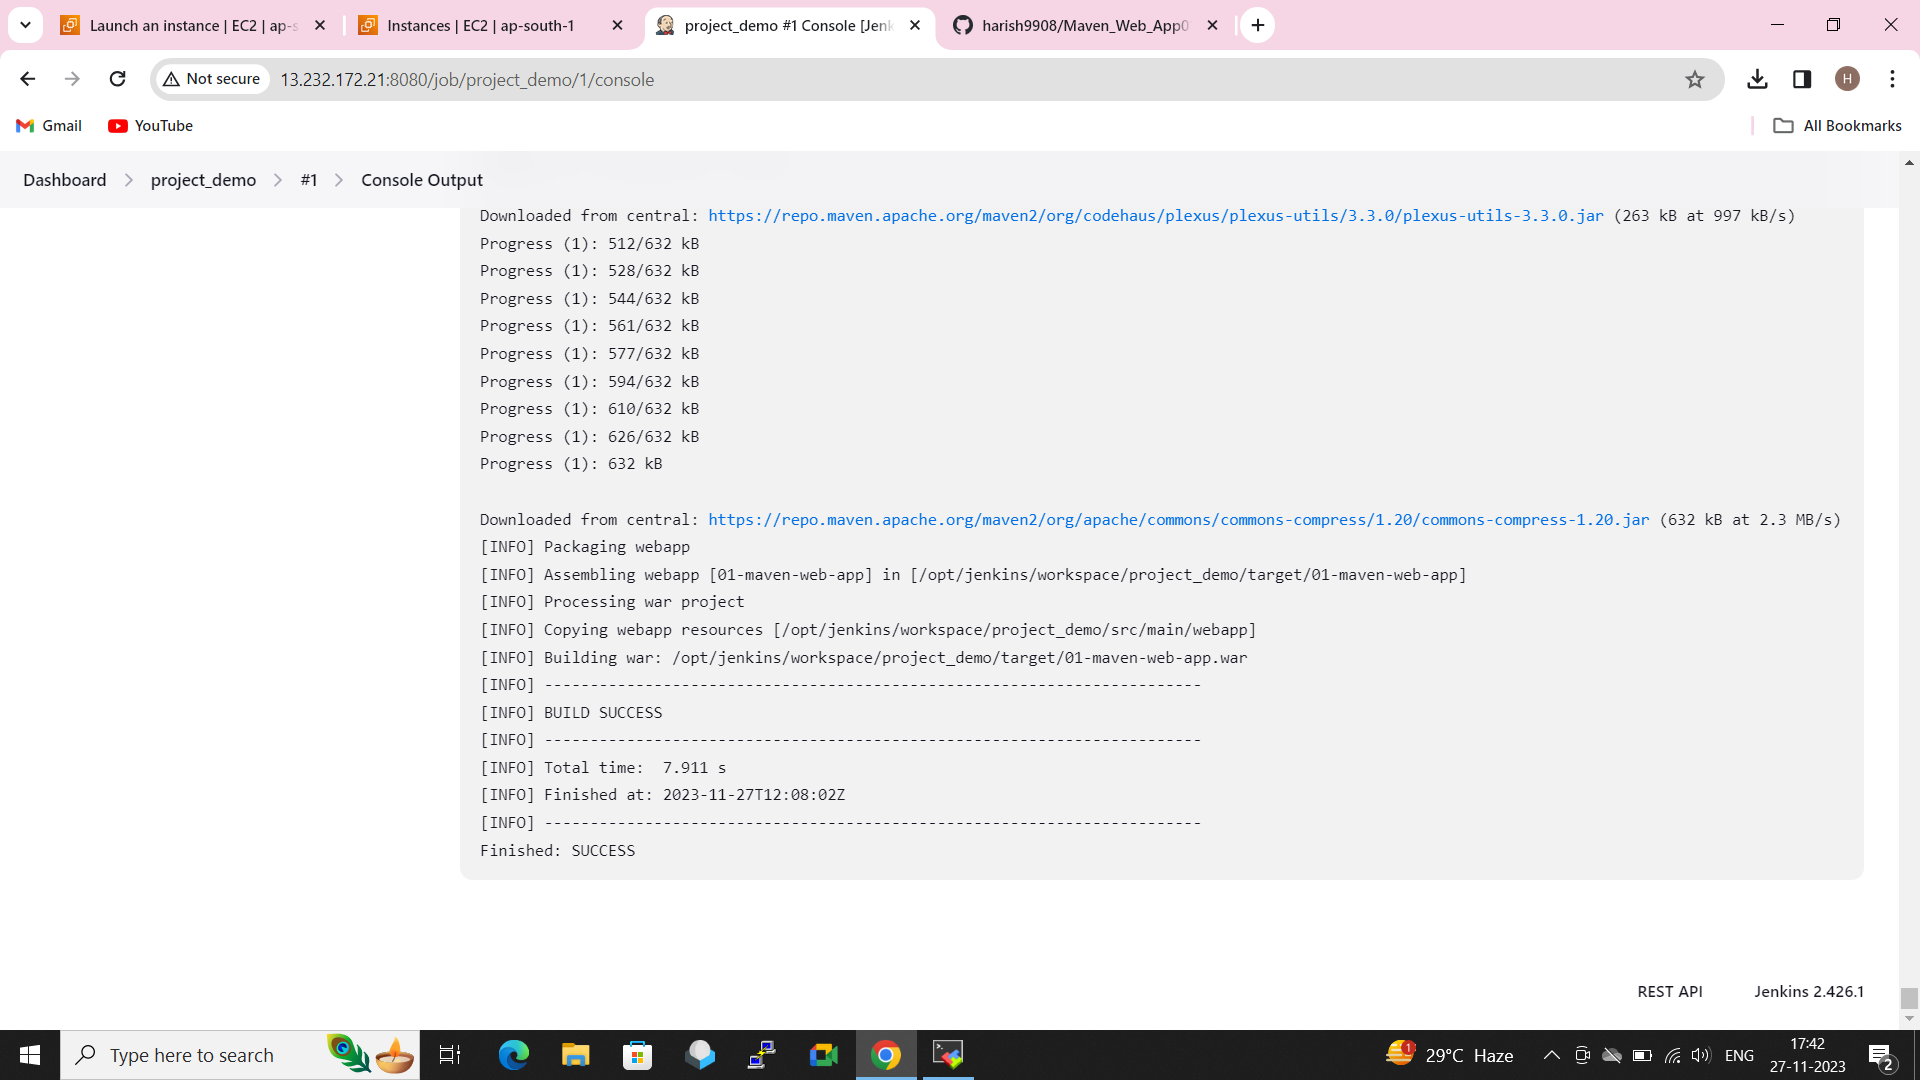 Launch an instance | EC2 | ap-s
Instances | EC2 | ap-south-1
project_demo #1 Console [Jenk
harish9908/Maven_Web_App0
Not secure
13.232.172.21:8080/job/project_demo/1/console
H
Gmail
YouTube
All Bookmarks
Dashboard
project_demo
#1
Console Output
Downloaded from central: https://repo.maven.apache.org/maven2/org/codehaus/plexus/plexus-utils/3.3.0/plexus-utils-3.3.0.jar (263 kB at 997 kB/s)
Progress (1): 512/632 kB
Progress (1): 528/632 kB
Progress (1): 544/632 kB
Progress (1): 561/632 kB
Progress (1): 577/632 kB
Progress (1): 594/632 kB
Progress (1): 610/632 kB
Progress (1): 626/632 kB
Progress (1): 632 kB
Downloaded from central: https://repo.maven.apache.org/maven2/org/apache/commons/commons-compress/1.20/commons-compress-1.20.jar (632 kB at 2.3 MB/s)
[INFO] Packaging webapp
[INFO] Assembling webapp [01-maven-web-app] in [/opt/jenkins/workspace/project_demo/target/01-maven-web-app]
[INFO] Processing war project
[INFO] Copying webapp resources [/opt/jenkins/workspace/project_demo/src/main/webapp]
[INFO] Building war: /opt/jenkins/workspace/project_demo/target/01-maven-web-app.war
[INFO] ------------------------------------------------------------------------
[INFO] BUILD SUCCESS
[INFO] ------------------------------------------------------------------------
[INFO] Total time:  7.911 s
[INFO] Finished at: 2023-11-27T12:08:02Z
[INFO] ------------------------------------------------------------------------
Finished: SUCCESS
REST API
Jenkins 2.426.1
Type here to search
1
29°C Haze
ENG
17:42
27-11-2023
2